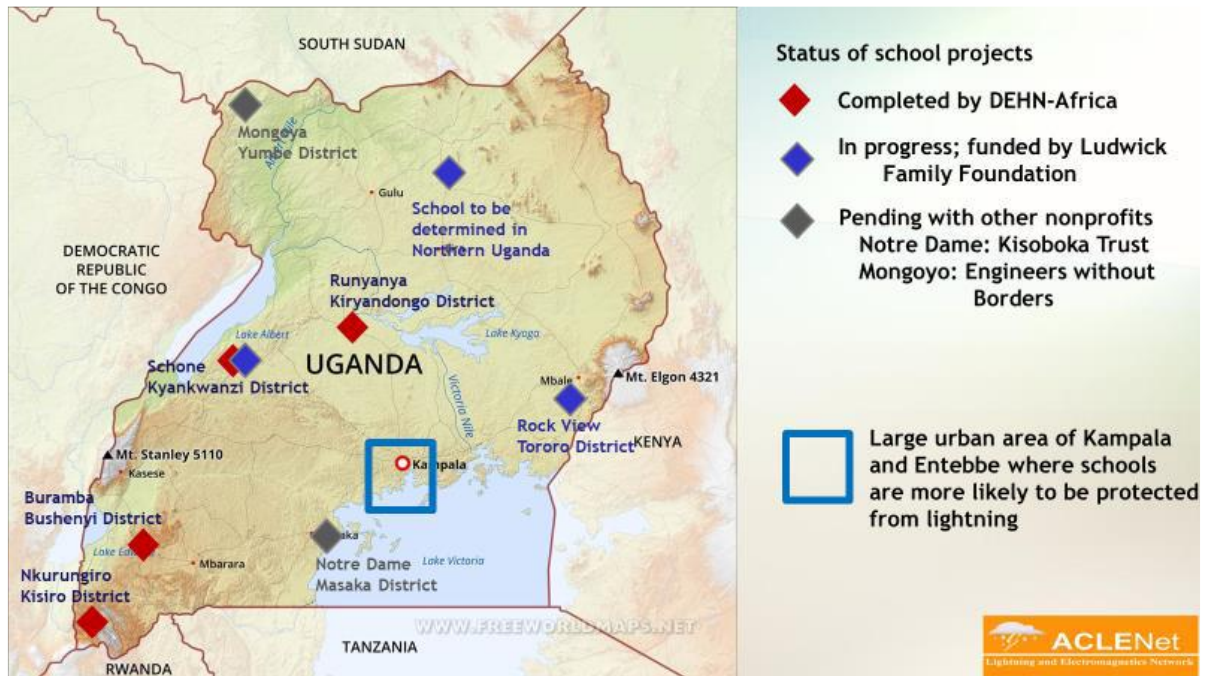 SOUTH SUDAN
Mongoya
Yumbe District
Albert Nile
Gulu
School to be
determined in
Northern Uganda
DEMOCRATIC
REPUBLIC
OF THE CONGO
Runyanya
Kiryandongo District
Lake Albert
Lake Kyoga
UGANDA
Schone
Kyankwanzi District
Victoria Nile
Mbale
Mt. Elgon 4321
Rock View
Tororo District
KENYA
Mt. Stanley 5110
Kasese
Kampala
Buramba
Bushenyi District
Lake
Mbarara
Notre Dame
Masaka District
Lake Victoria
Nkurungiro
Kisiro District
WWW.FREEWORLDMAPS.NET
TANZANIA
RWANDA
Status of school projects
Completed by DEHN-Africa
In progress; funded by Ludwick
Family Foundation
Pending with other nonprofits
Notre Dame: Kisoboka Trust
Mongoyo: Engineers without
Borders
Large urban area of Kampala
and Entebbe where schools
are more likely to be protected
from lightning
ACLENet
Lightning and Electromagnetics Network